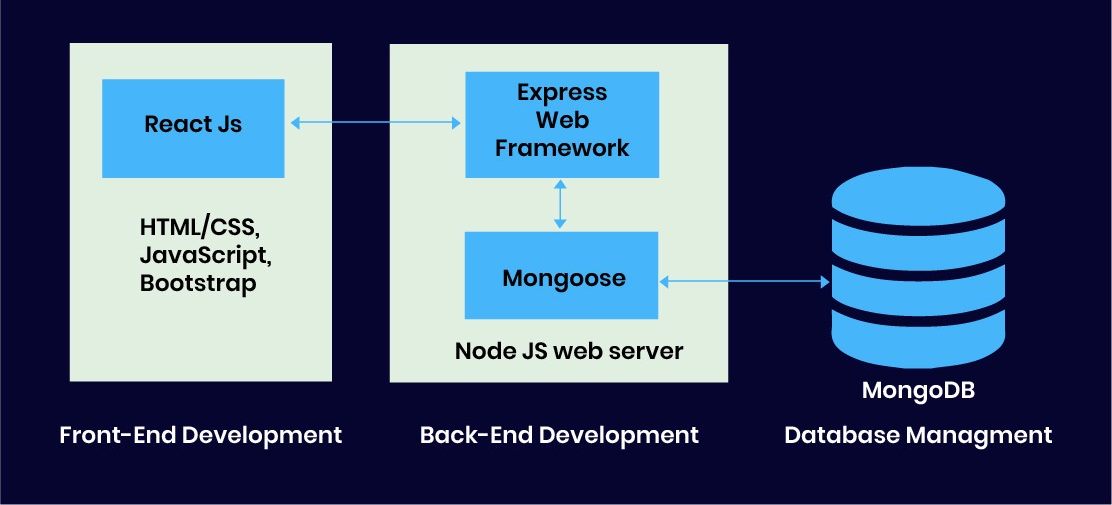 React Js
HTML/CSS,
JavaScript,
Bootstrap
Front-End Development
Express
Web
Framework
Mongoose
Node JS web server
Back-End Development
MongoDB
Database Managment